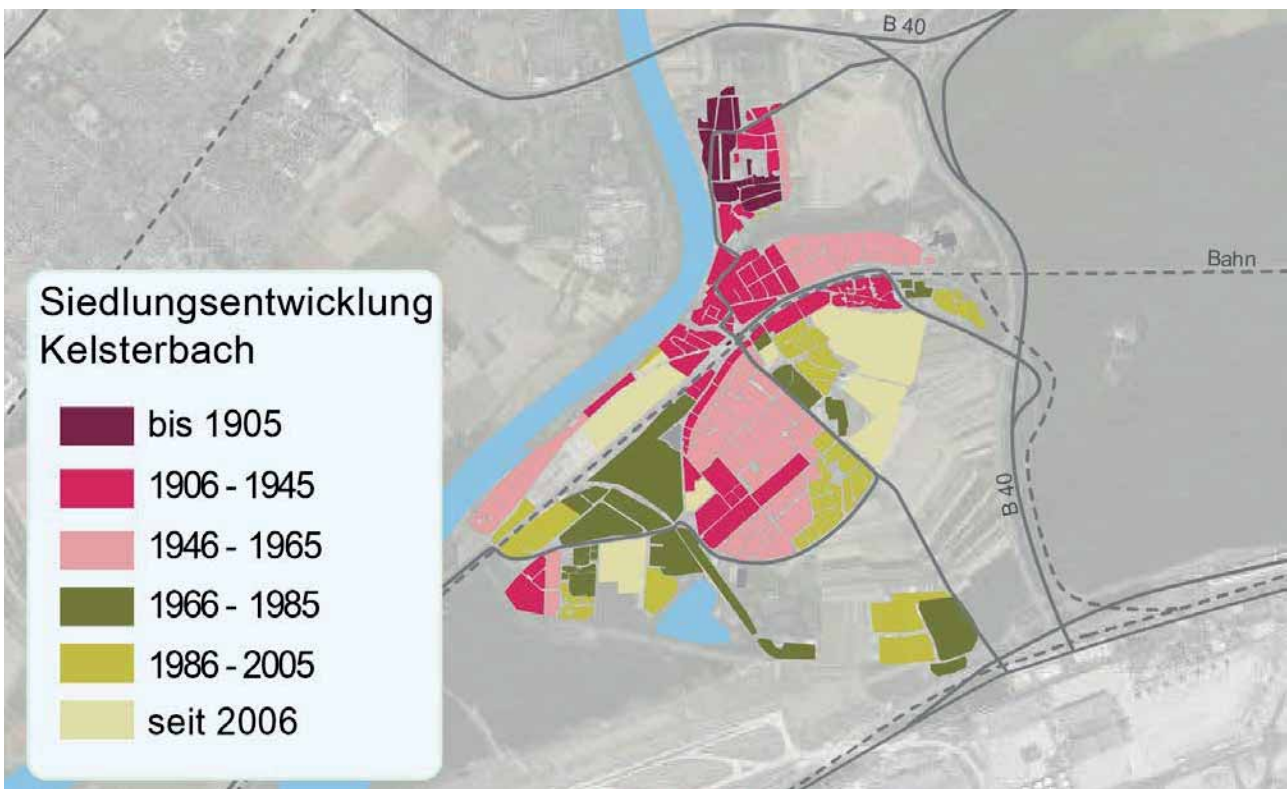 B 40
Bahn
Siedlungsentwicklung
Kelsterbach
bis 1905
1906 - 1945
1946 - 1965
1966 - 1985
1986 - 2005
seit 2006
B 40